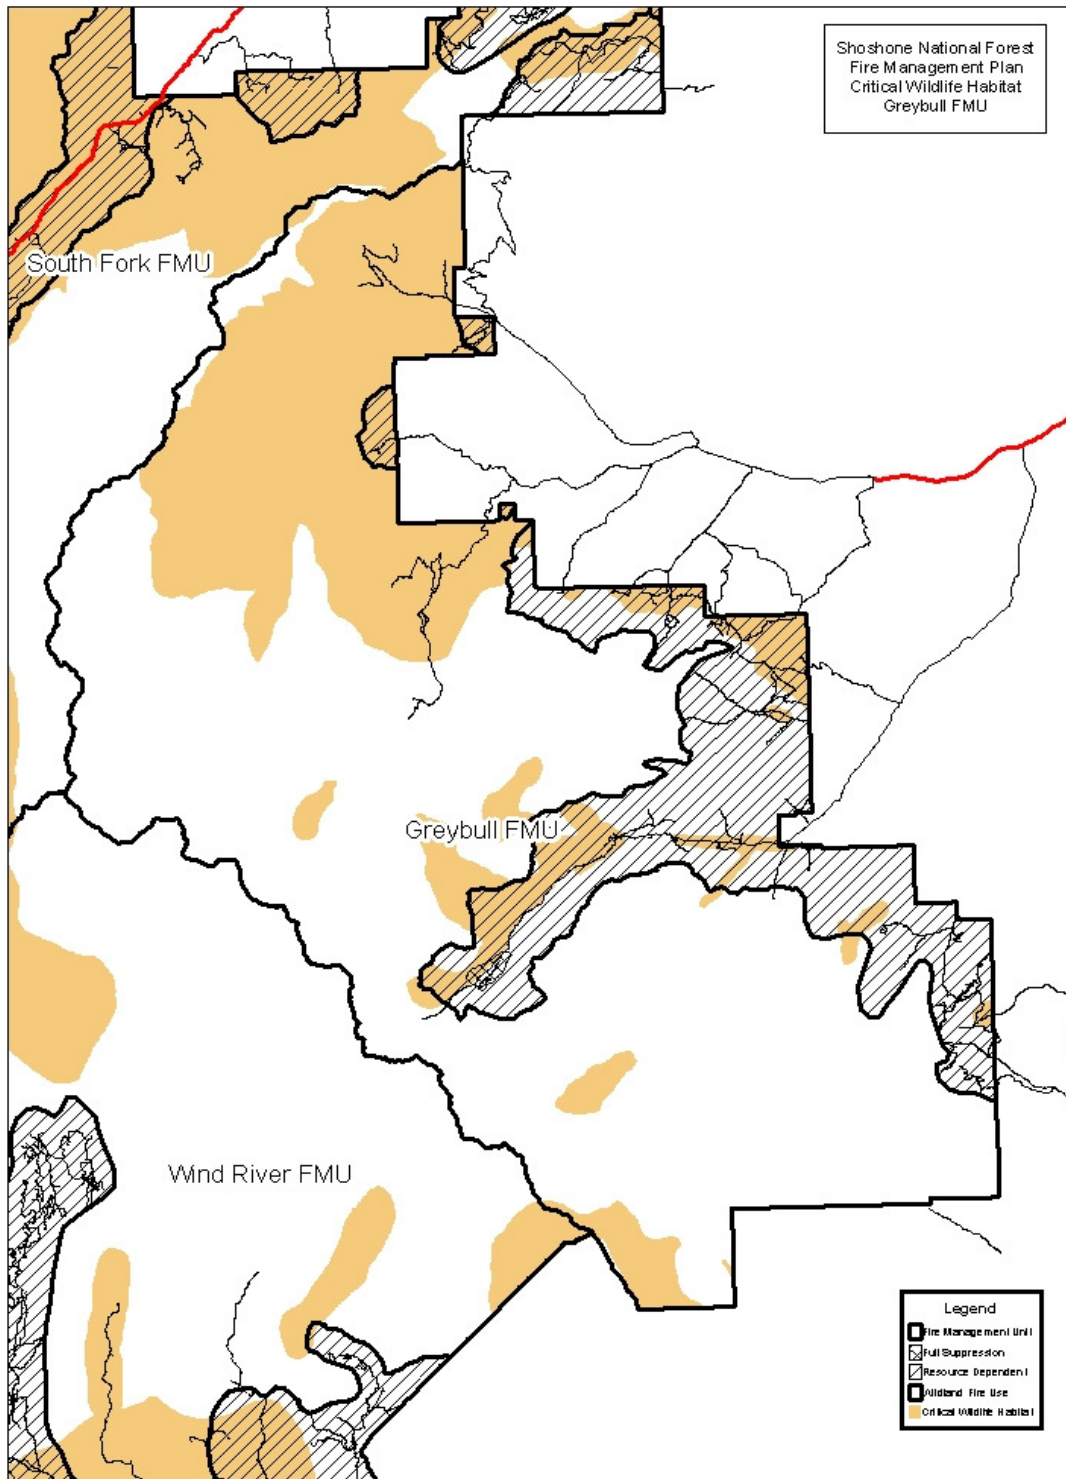 Shoshone National Forest
Fire Management Plan
Critical Wildlife Habitat
Greybull FMU
South Fork FMU
Greybull FMU
Wind River FMU
Legend
Fire Management Unit
Full Suppression
Resource Dependent
Wildland Fire Use
Critical Wildlife Habitat